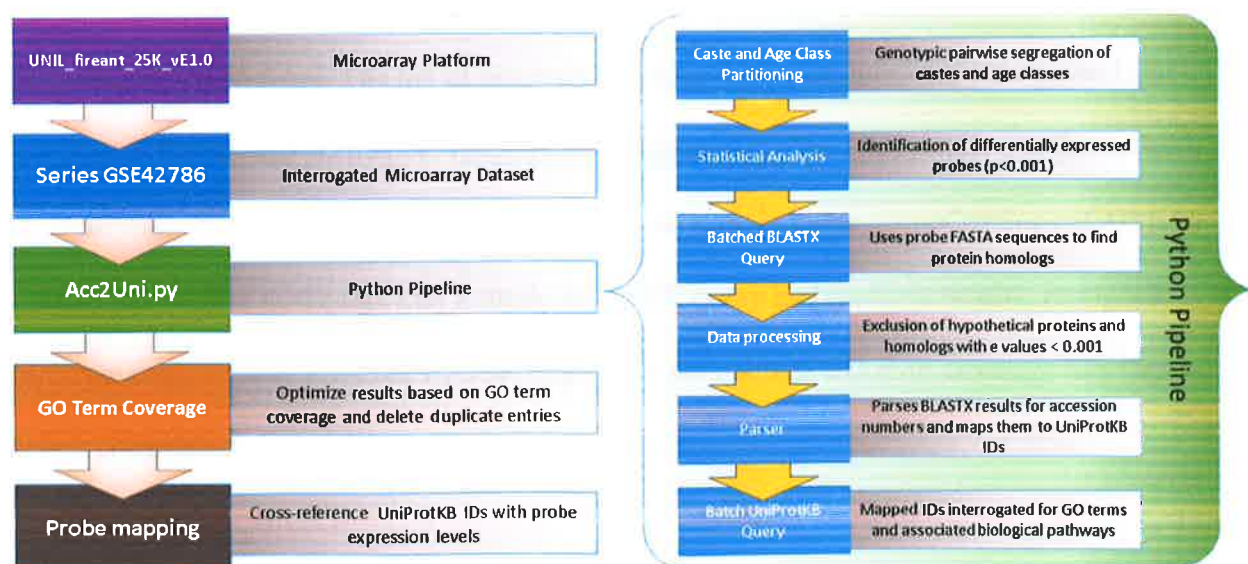 UNIL_fireant_25K_vE1.0
Microarray Platform
Series GSE42786
Interrogated Microarray Dataset
Acc2Uni.py
Python Pipeline
GO Term Coverage
Optimize results based on GO term
coverage and delete duplicate entries
Probe mapping
Cross-reference UniProtKB IDs with probe
expression levels
Caste and Age Class
Partitioning
Genotypic pairwise segregation of
castes and age classes
Statistical Analysis
Identification of differentially expressed
probes (p<0.001)
Batched BLASTX
Query
Uses probe FASTA sequences to find
protein homologs
Data processing
Exclusion of hypothetical proteins and
homologs with e values < 0.001
Parser
Parses BLASTX results for accession
numbers and maps them to UniProtKB
IDs
Batch UniProtKB
Query
Mapped IDs interrogated for GO terms
and associated biological pathways
Python Pipeline